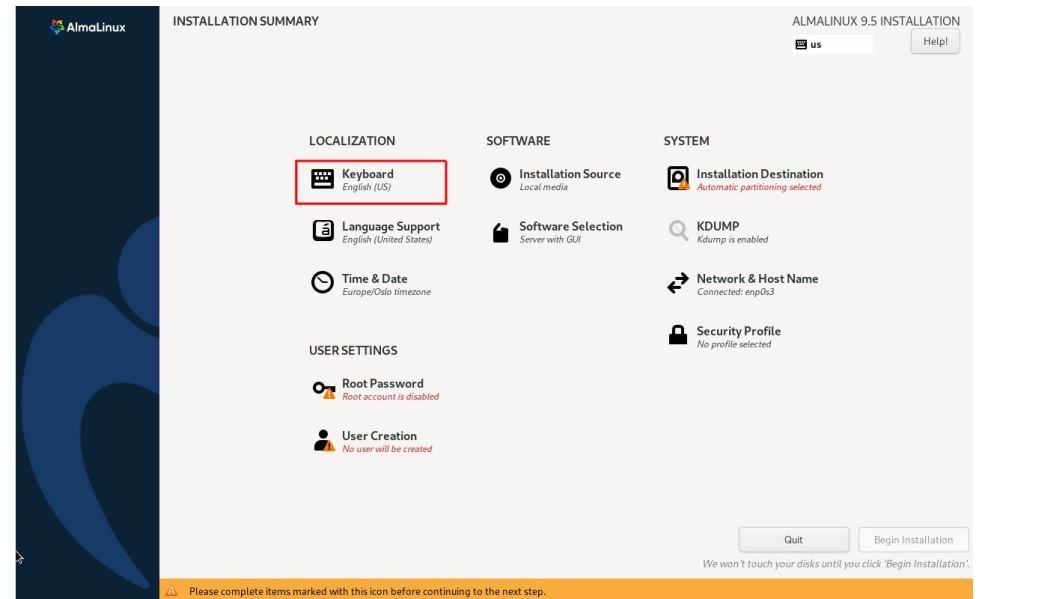 AlmaLinux
INSTALLATION SUMMARY
ALMALINUX 9.5 INSTALLATION
us
Help!
LOCALIZATION
Keyboard
English (US)
Language Support
English (United States)
Time & Date
Europe/Oslo timezone
USER SETTINGS
Root Password
Root account is disabled
User Creation
No user will be created
SOFTWARE
Installation Source
Local media
Software Selection
Server with GUI
SYSTEM
Installation Destination
Automatic partitioning selected
KDUMP
Kdump is enabled
Network & Host Name
Connected: enp0s3
Security Profile
No profile selected
Quit
Begin Installation
We won't touch your disks until you click 'Begin Installation'.
Please complete items marked with this icon before continuing to the next step.